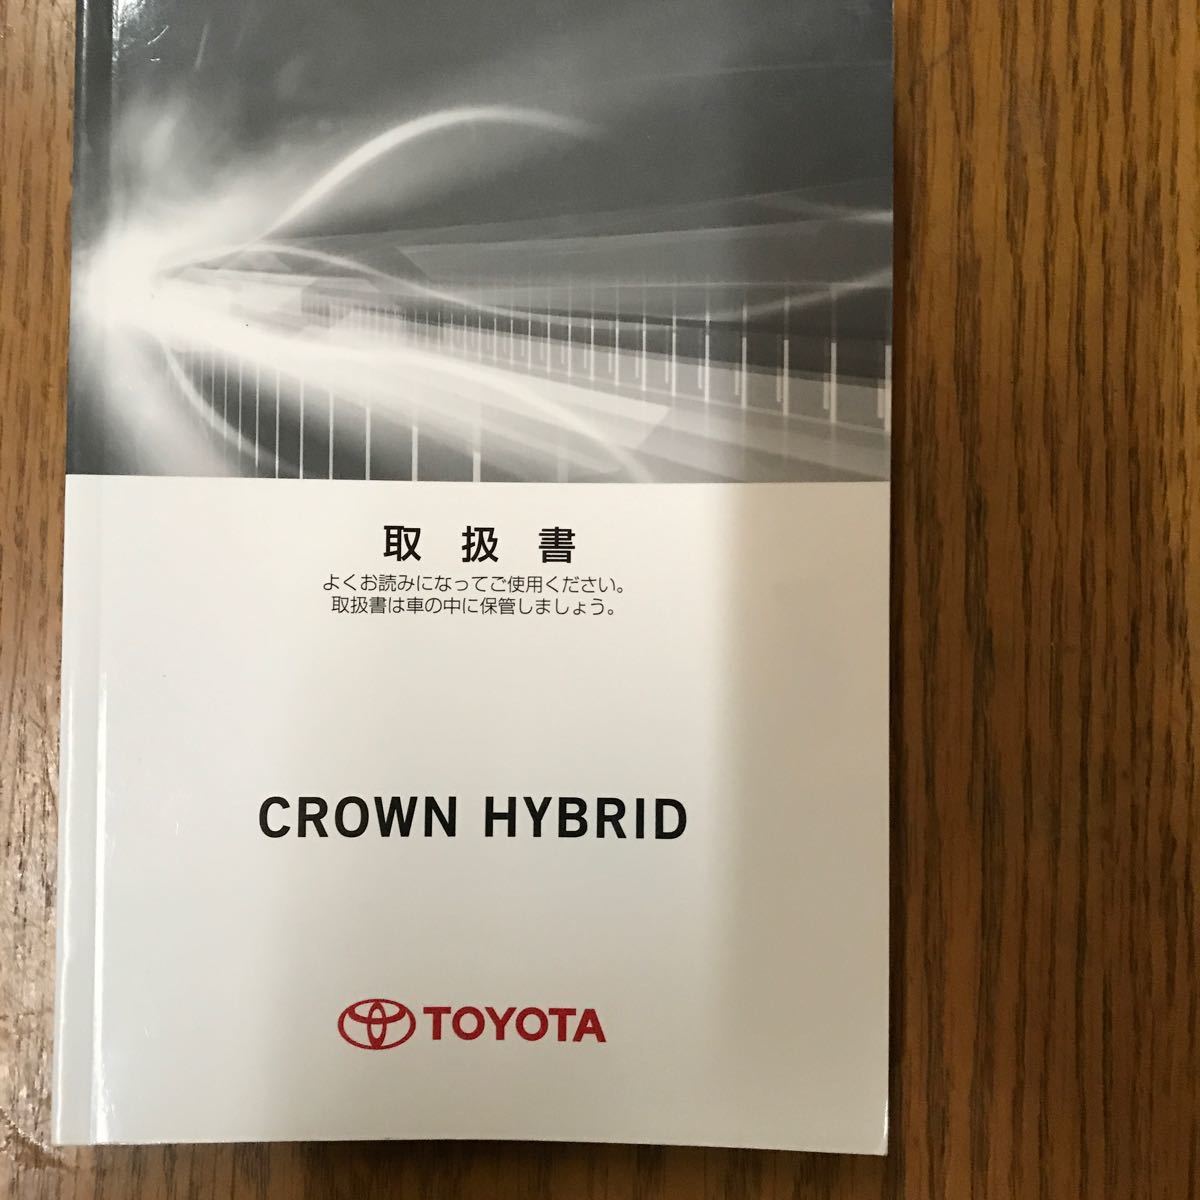 取扱書
よくお読みになってご使用ください。
取扱書は車の中に保管しましょう。
CROWN HYBRID
TOYOTA